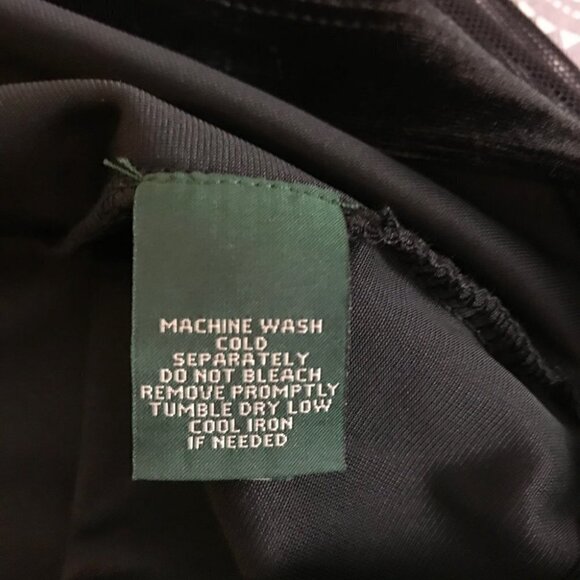 MACHINE WASH
COLD
SEPARATELY
DO NOT BLEACH
REMOVE PROMPTLY
TUMBLE DRY LOW
COOL IRON
IF NEEDED